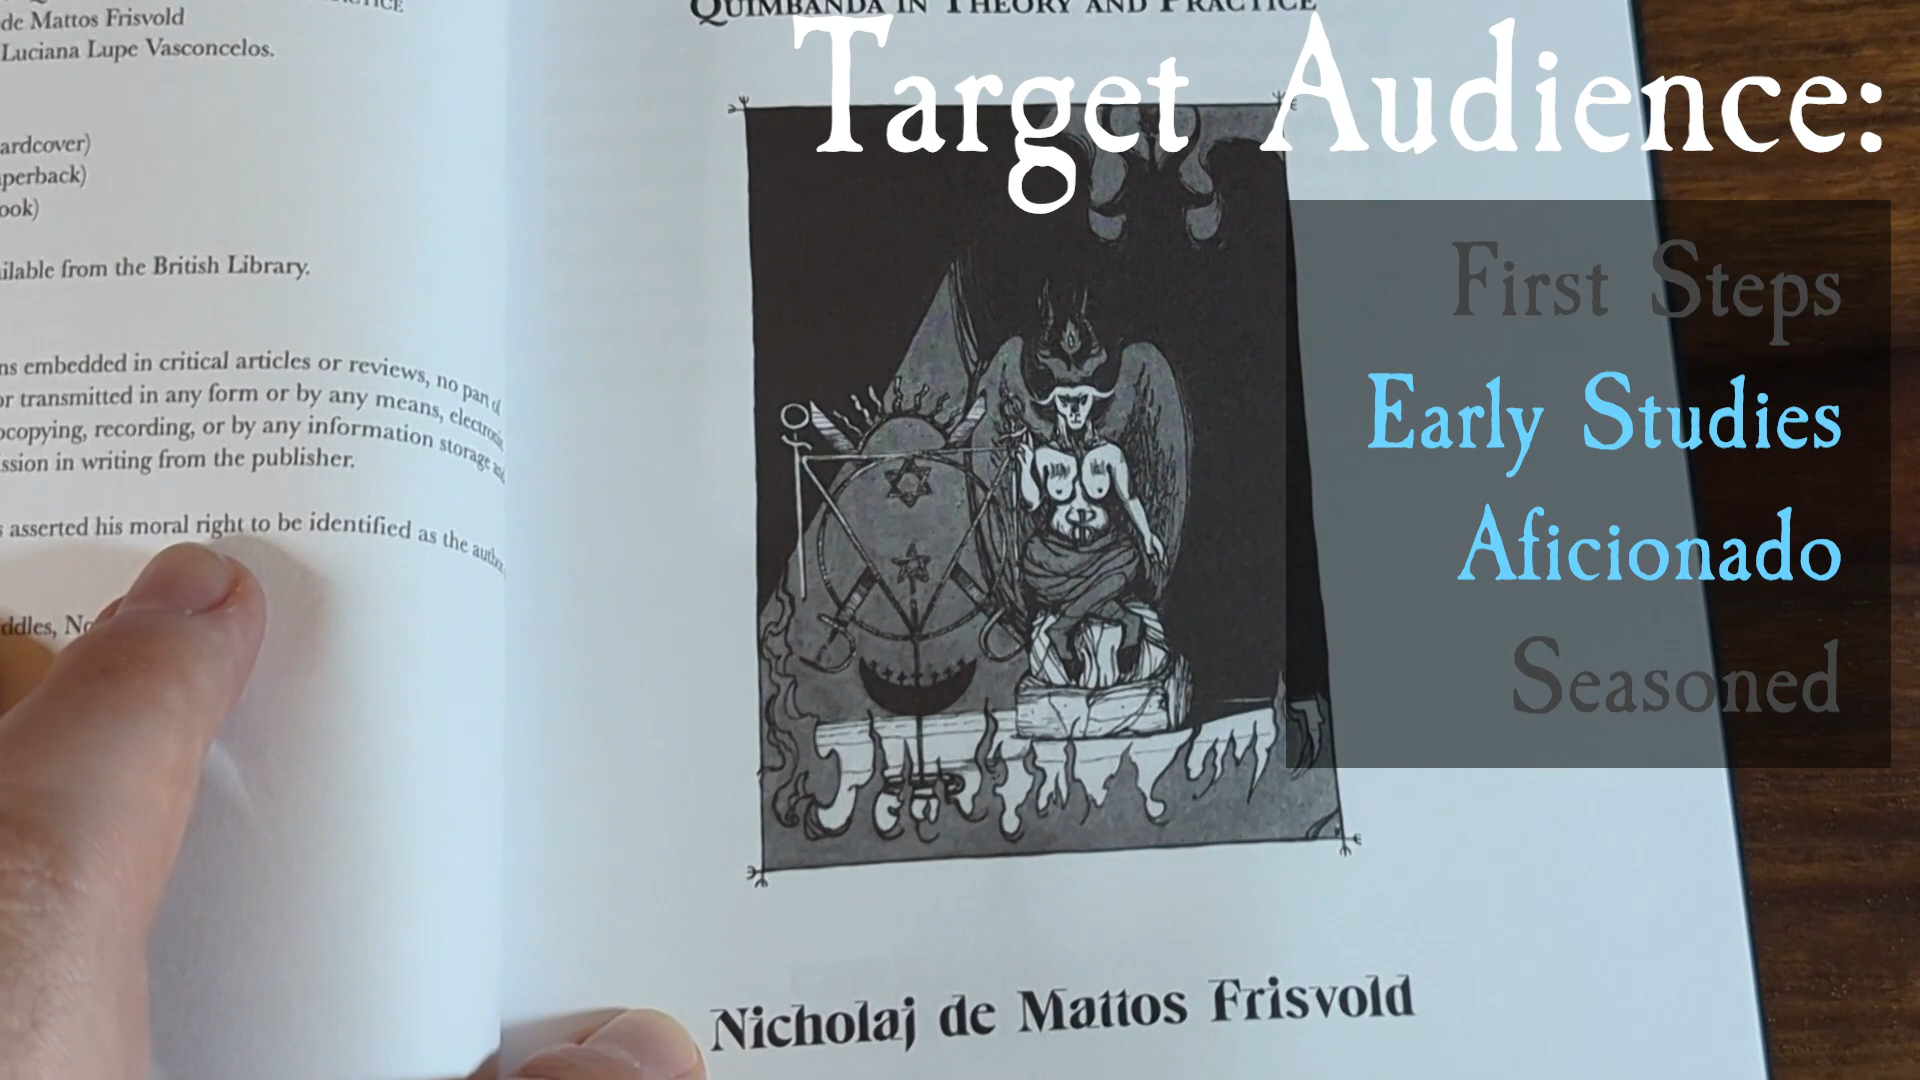 de Mattos Frisvold
Luciana Lupe Vasconcelos.
ardcover)
perback)
ook)
ilable from the British Library.
ns embedded in critical articles or reviews, no part of
or transmitted in any form or by any means, electronic
ocopying, recording, or by any information storage and
ssion in writing from the publisher.
s asserted his moral right to be identified as the author
ddles, No
QUIMBANDA IN THEORY AND PRACTICE
Nicholaj de Mattos Frisvold
Target Audience:
First Steps
Early Studies
Aficionado
Seasoned